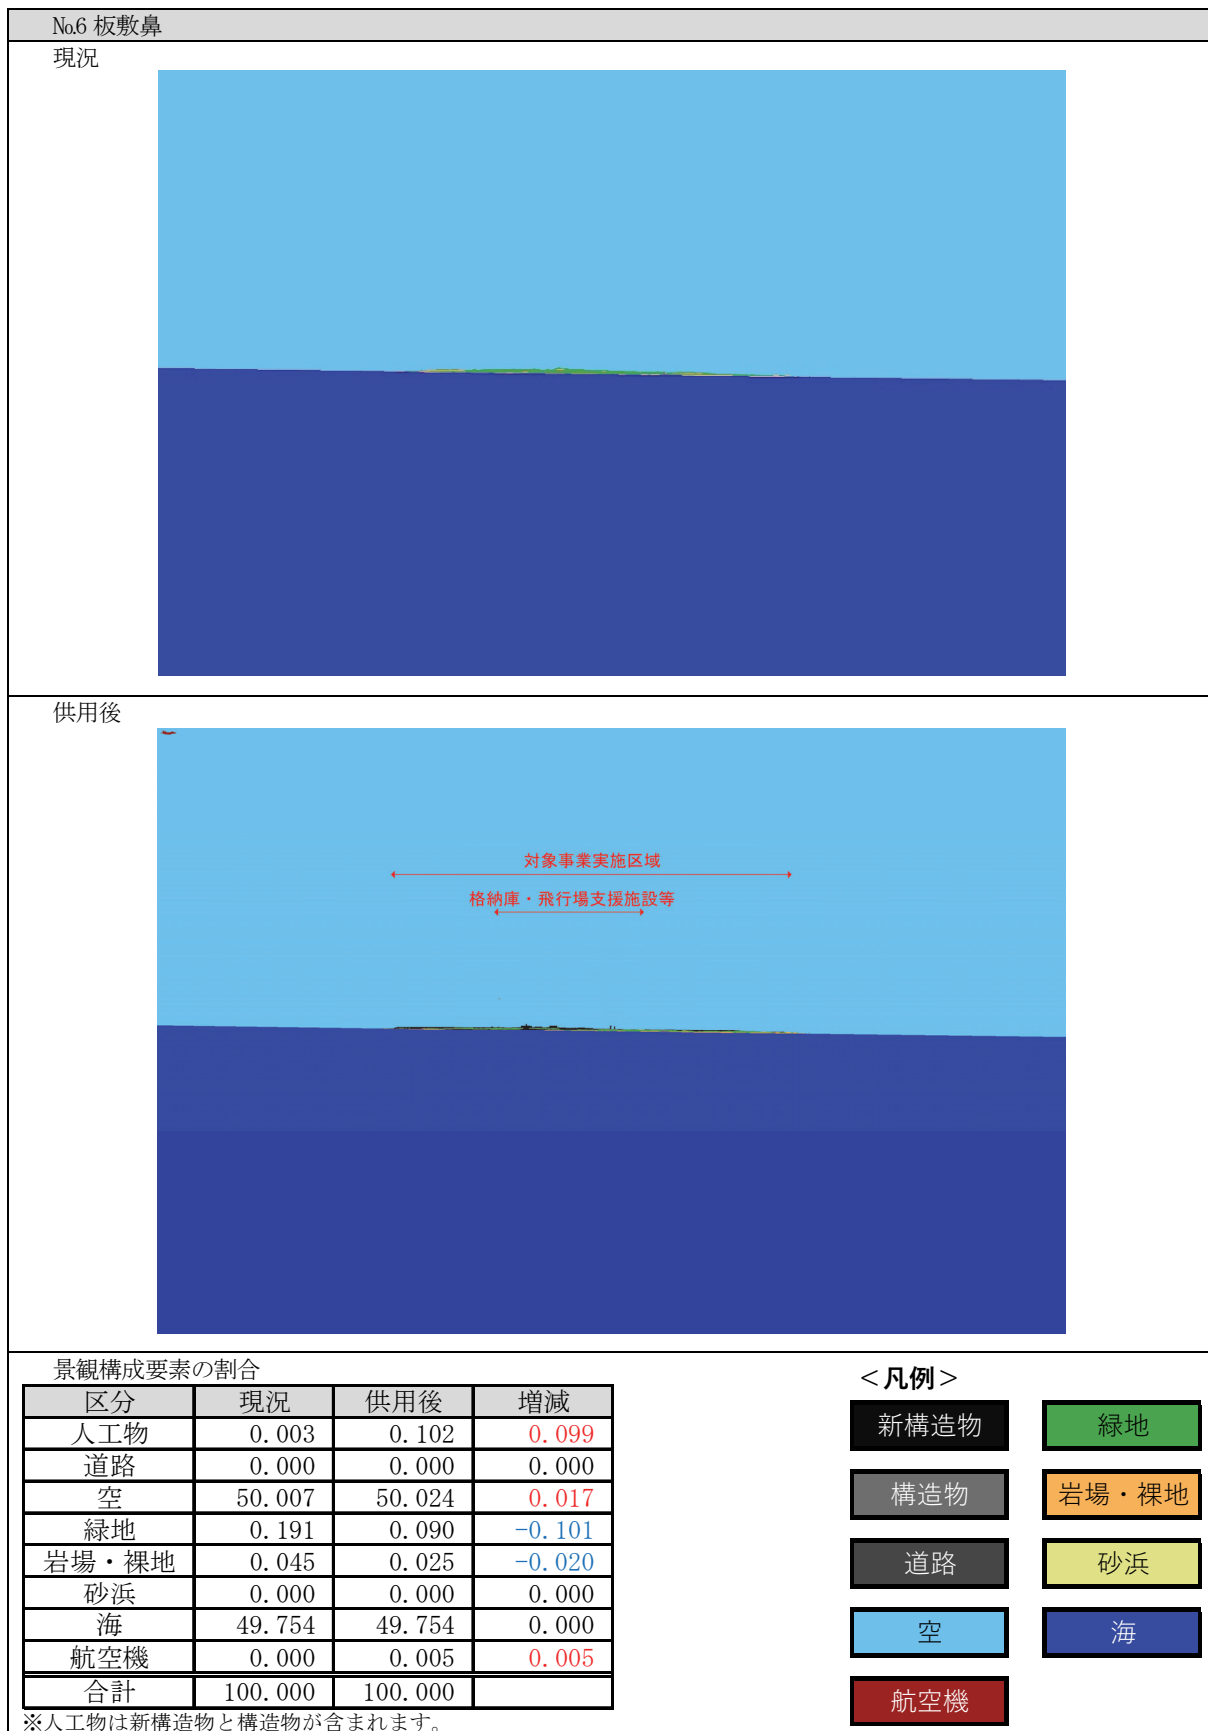 №6 板敷鼻
現況
供用後
対象事業実施区域
格納庫・飛行場支援施設等
景観構成要素の割合
区分 現況 供用後 増減
人工物 0.003 0.102 0.099
道路 0.000 0.000 0.000
空 50.007 50.024 0.017
緑地 0.191 0.090 -0.101
岩場・裸地 0.045 0.025 -0.020
砂浜 0.000 0.000 0.000
海 49.754 49.754 0.000
航空機 0.000 0.005 0.005
合計 100.000 100.000
※人工物は新構造物と構造物が含まれます。
＜凡例＞
新構造物 緑地
構造物 岩場・裸地
道路 砂浜
空 海
航空機